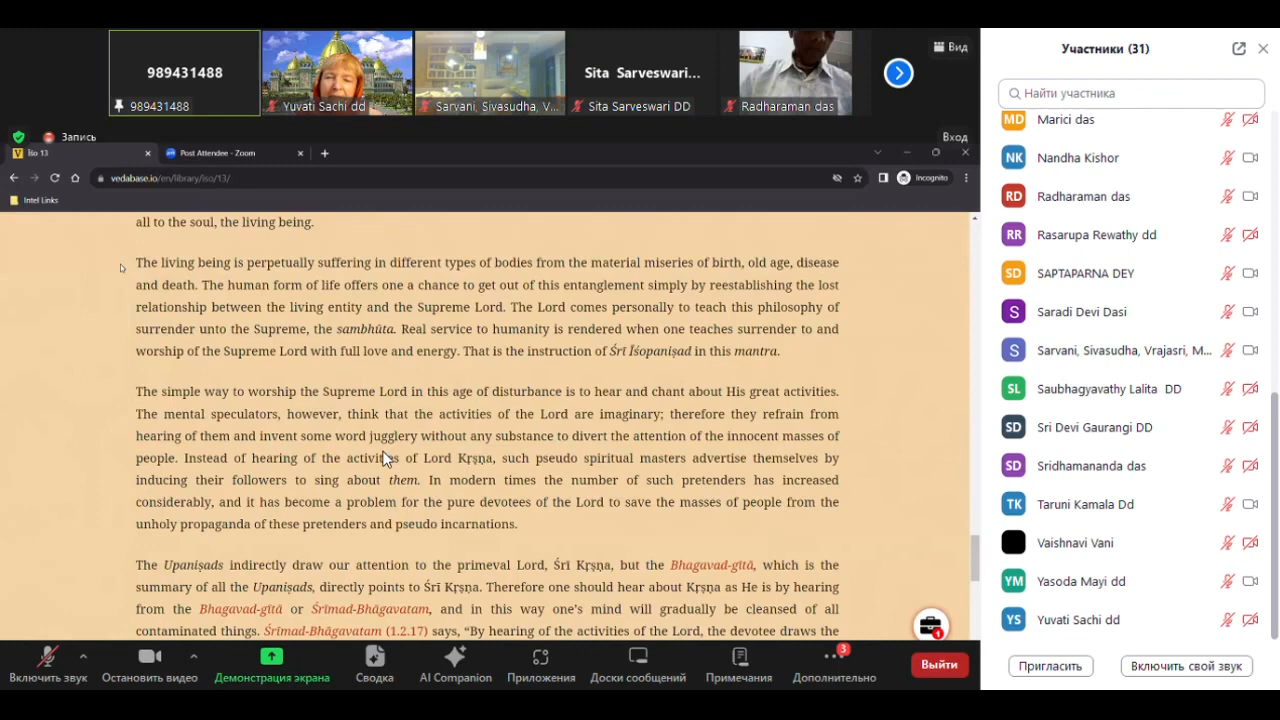 989431488
989431488
Yuvati Sachi dd
Sarvani, Sivasudha, V...
Sita Sarveswari...
Sita Sarveswari DD
Radharaman das
Вид
Запись
Вход
Īśo 13
Post Attendee - Zoom
vedabase.io/en/library/iso/13/
Incognito
Intel Links
all to the soul, the living being.
The living being is perpetually suffering in different types of bodies from the material miseries of birth, old age, disease
and death. The human form of life offers one a chance to get out of this entanglement simply by reestablishing the lost
relationship between the living entity and the Supreme Lord. The Lord comes personally to teach this philosophy of
surrender unto the Supreme, the sambhūta. Real service to humanity is rendered when one teaches surrender to and
worship of the Supreme Lord with full love and energy. That is the instruction of Śrī Īśopaniṣad in this mantra.
The simple way to worship the Supreme Lord in this age of disturbance is to hear and chant about His great activities.
The mental speculators, however, think that the activities of the Lord are imaginary; therefore they refrain from
hearing of them and invent some word jugglery without any substance to divert the attention of the innocent masses of
people. Instead of hearing of the activities of Lord Kṛṣṇa, such pseudo spiritual masters advertise themselves by
inducing their followers to sing about them. In modern times the number of such pretenders has increased
considerably, and it has become a problem for the pure devotees of the Lord to save the masses of people from the
unholy propaganda of these pretenders and pseudo incarnations.
The Upaniṣads indirectly draw our attention to the primeval Lord, Śrī Kṛṣṇa, but the Bhagavad-gītā, which is the
summary of all the Upaniṣads, directly points to Śrī Kṛṣṇa. Therefore one should hear about Kṛṣṇa as He is by hearing
from the Bhagavad-gītā or Śrīmad-Bhāgavatam, and in this way one's mind will gradually be cleansed of all
contaminated things. Śrīmad-Bhāgavatam (1.2.17) says, “By hearing of the activities of the Lord, the devotee draws the
1
Включить звук
Остановить видео
Демонстрация экрана
Сводка
AI Companion
Приложения
Доски сообщений
Примечания
3
Дополнительно
Выйти
Участники (31)
Найти участника
MD Marici das
NK Nandha Kishor
RD Radharaman das
RR Rasarupa Rewathy dd
SD SAPTAPARNA DEY
S Saradi Devi Dasi
S Sarvani, Sivasudha, Vrajasri, M...
SL Saubhagyavathy Lalita DD
SD Sri Devi Gaurangi DD
SD Sridhamananda das
TK Taruni Kamala Dd
Vaishnavi Vani
YM Yasoda Mayi dd
YS Yuvati Sachi dd
Пригласить
Включить свой звук